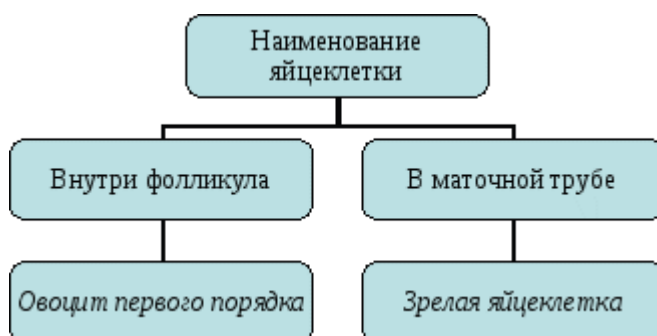 Наименование
яйцеклетки
Внутри фолликула
В маточной трубе
Овоцит первого порядка
Зрелая яйцеклетка